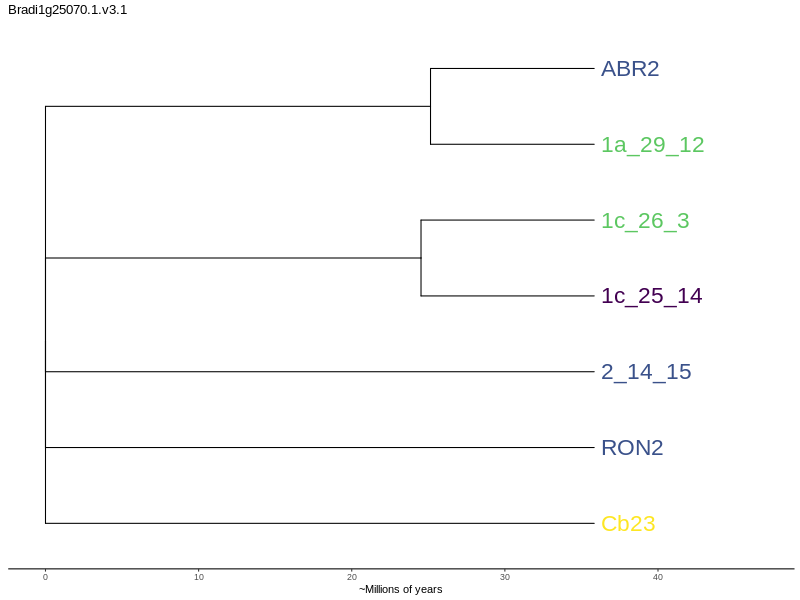 Bradi1g25070.1.v3.1
ABR2
1a_29_12
1c_26_3
1c_25_14
2_14_15
RON2
Cb23
0 10 20 30 40
~Millions of years